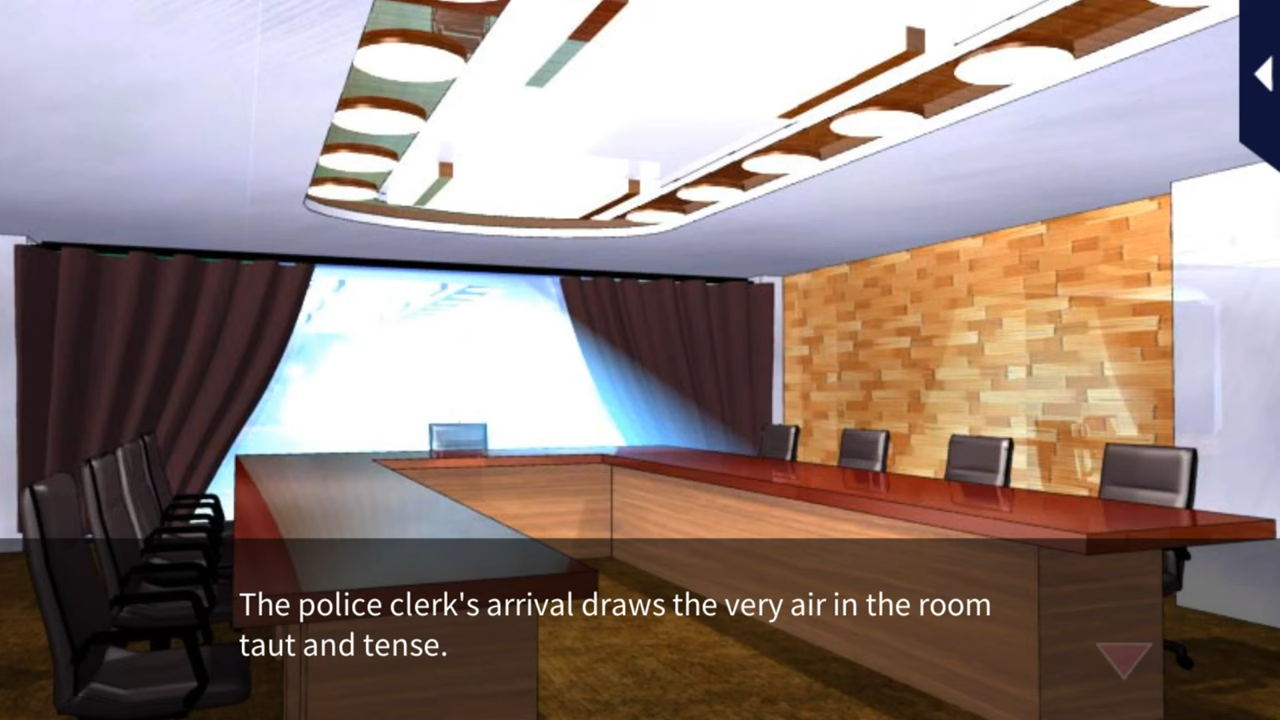 The police clerk's arrival draws the very air in the room
taut and tense.